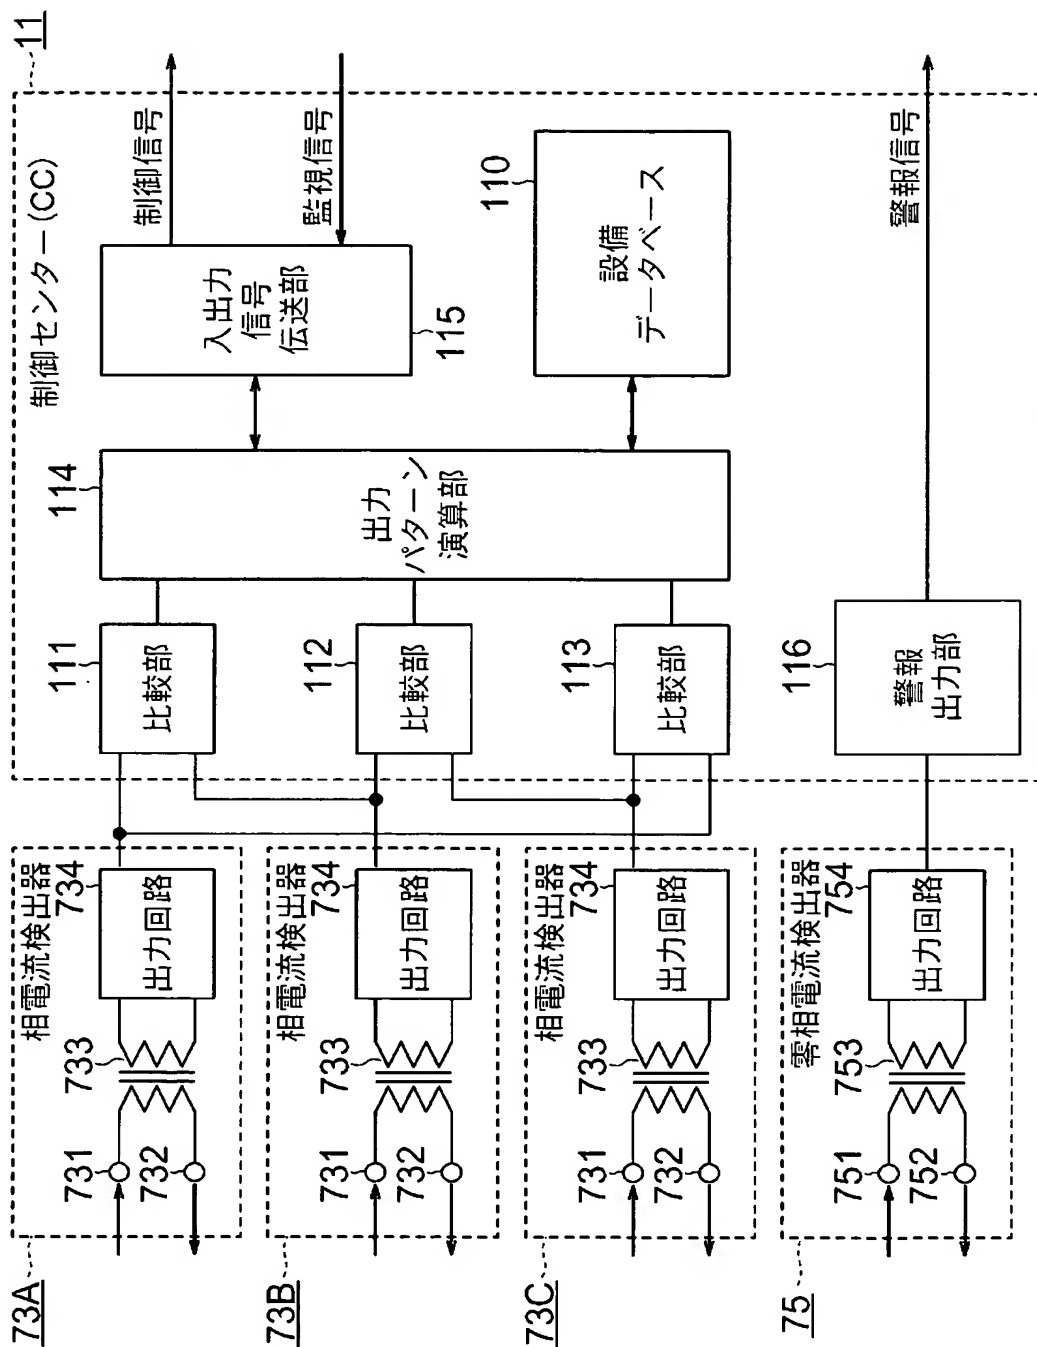 11
制御センター(CC)
制御信号
監視信号
警報信号
入出力
信号
伝送部
115
110
設備
データベース
114
出力
パターン
演算部
111
比較部
112
比較部
113
比較部
116
警報
出力部
73A
相電流検出器
731
732
733
734
出力回路
73B
相電流検出器
731
732
733
734
出力回路
73C
相電流検出器
731
732
733
734
出力回路
75
零相電流検出器
751
752
753
754
出力回路